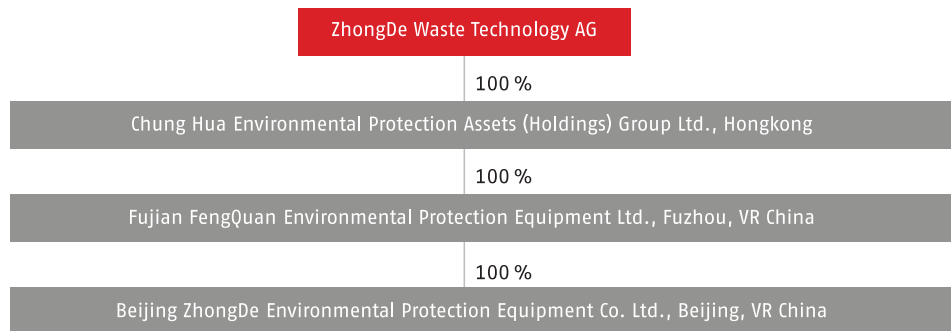 ZhongDe Waste Technology AG
100 %
Chung Hua Environmental Protection Assets (Holdings) Group Ltd., Hongkong
100 %
Fujian FengQuan Environmental Protection Equipment Ltd., Fuzhou, VR China
100 %
Beijing ZhongDe Environmental Protection Equipment Co. Ltd., Beijing, VR China